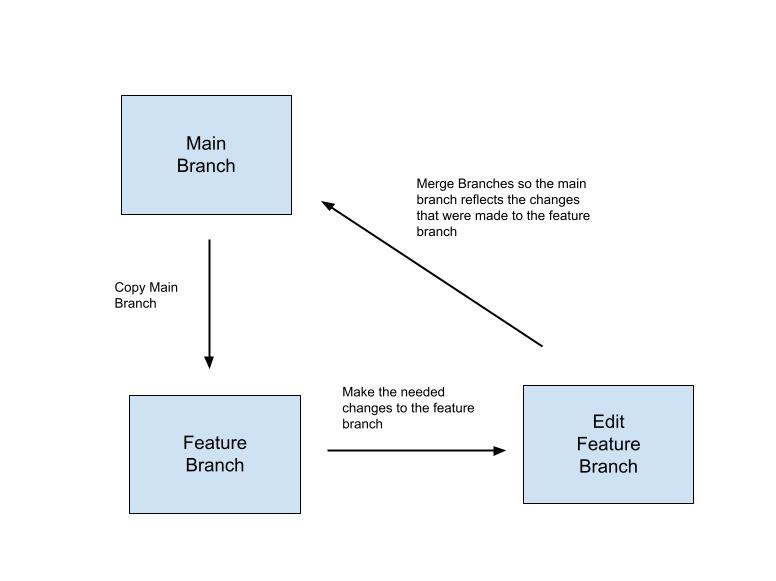 Main
Branch
Merge Branches so the main
branch reflects the changes
that were made to the feature
branch
Copy Main
Branch
Make the needed
changes to the feature
branch
Feature
Branch
Edit
Feature
Branch